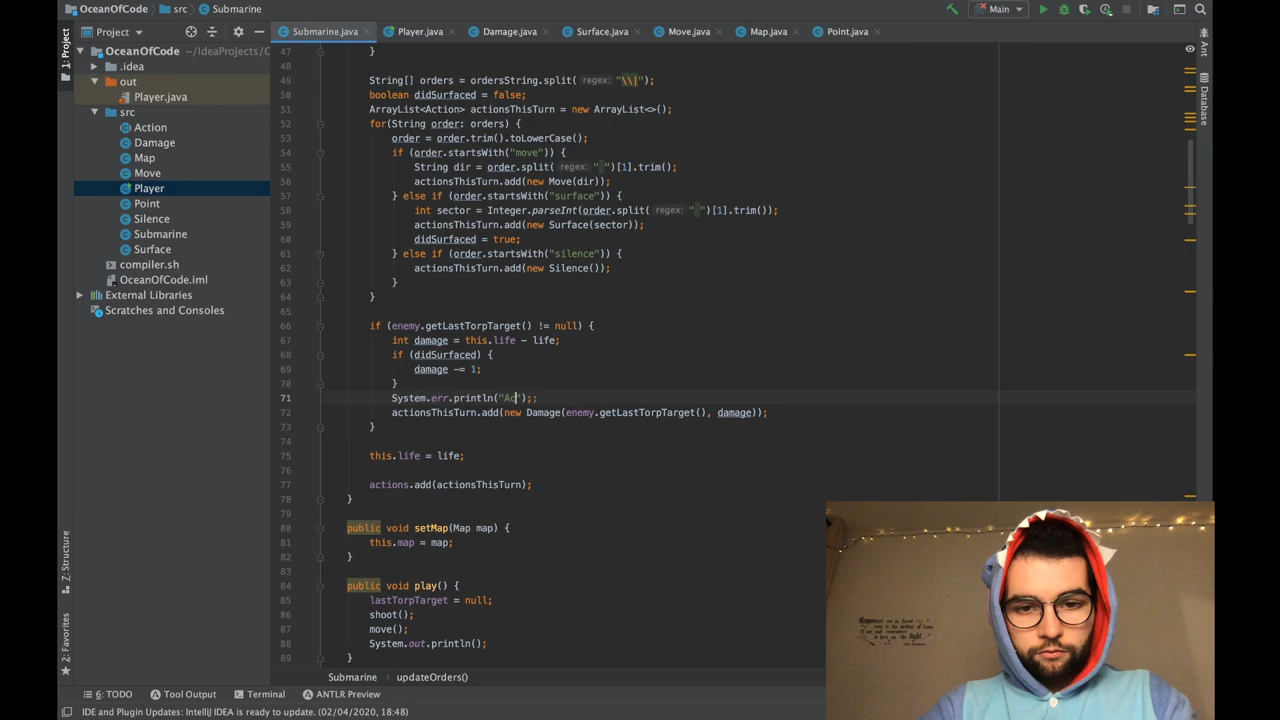 OceanOfCode
src
Submarine
Main
Project
Submarine.java
Player.java
Damage.java
Surface.java
Move.java
Map.java
Point.java
1: Project
OceanOfCode ~/IdeaProjects/Oc
.idea
out
Player.java
src
Action
Damage
Map
Move
Player
Point
Silence
Submarine
Surface
compiler.sh
OceanOfCode.iml
External Libraries
Scratches and Consoles
Z: Structure
2: Favorites
Ant
Database
47 }
48
49 String[] orders = ordersString.split( regex: "\\|");
50 boolean didSurfaced = false;
51 ArrayList<Action> actionsThisTurn = new ArrayList<>();
52 for(String order: orders) {
53 order = order.trim().toLowerCase();
54 if (order.startsWith("move")) {
55 String dir = order.split( regex: " ")[1].trim();
56 actionsThisTurn.add(new Move(dir));
57 } else if (order.startsWith("surface")) {
58 int sector = Integer.parseInt(order.split( regex: " ")[1].trim());
59 actionsThisTurn.add(new Surface(sector));
60 didSurfaced = true;
61 } else if (order.startsWith("silence")) {
62 actionsThisTurn.add(new Silence());
63 }
64 }
65
66 if (enemy.getLastTorpTarget() != null) {
67 int damage = this.life - life;
68 if (didSurfaced) {
69 damage -= 1;
70 }
71 System.err.println("Ac");;
72 actionsThisTurn.add(new Damage(enemy.getLastTorpTarget(), damage));
73 }
74
75 this.life = life;
76
77 actions.add(actionsThisTurn);
78 }
79
80 public void setMap(Map map) {
81 this.map = map;
82 }
83
84 public void play() {
85 lastTorpTarget = null;
86 shoot();
87 move();
88 System.out.println();
89 }
Submarine
updateOrders()
6: TODO
Tool Output
Terminal
ANTLR Preview
IDE and Plugin Updates: IntelliJ IDEA is ready to update. (02/04/2020, 18:48)